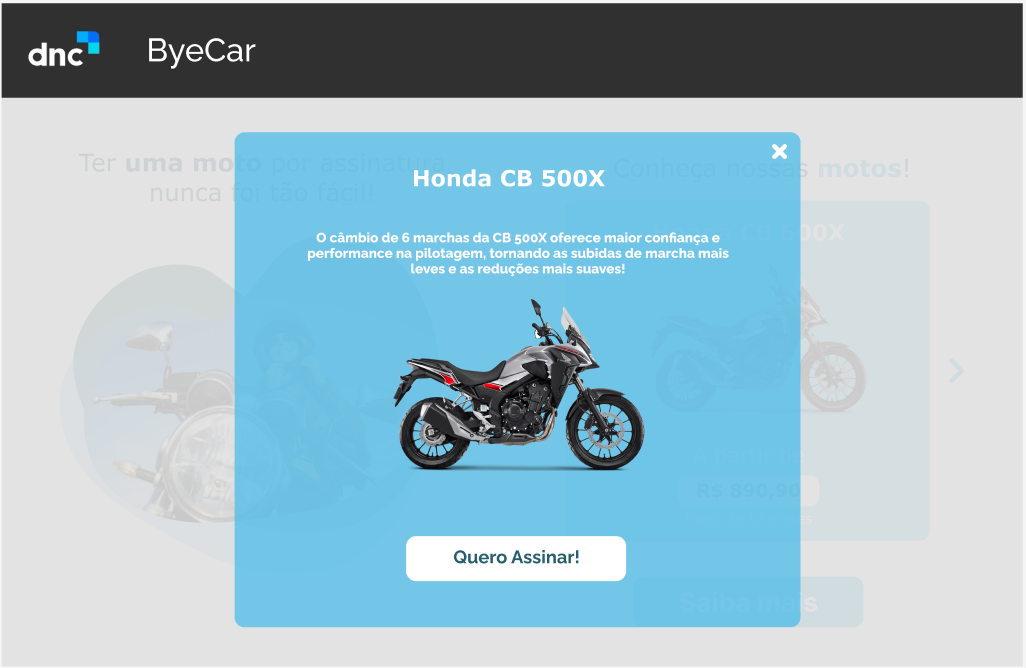 dnc ByeCar
Ter uma moto por assinatura
nunca foi tão fácil!
Conheça nossas motos!
Honda CB 500X
00X
O câmbio de 6 marchas da CB 500X oferece maior confiança e
performance na pilotagem, tornando as subidas de marcha mais
leves e as reduções mais suaves!
R$ 890,90
Quero Assinar!
Saiba mais